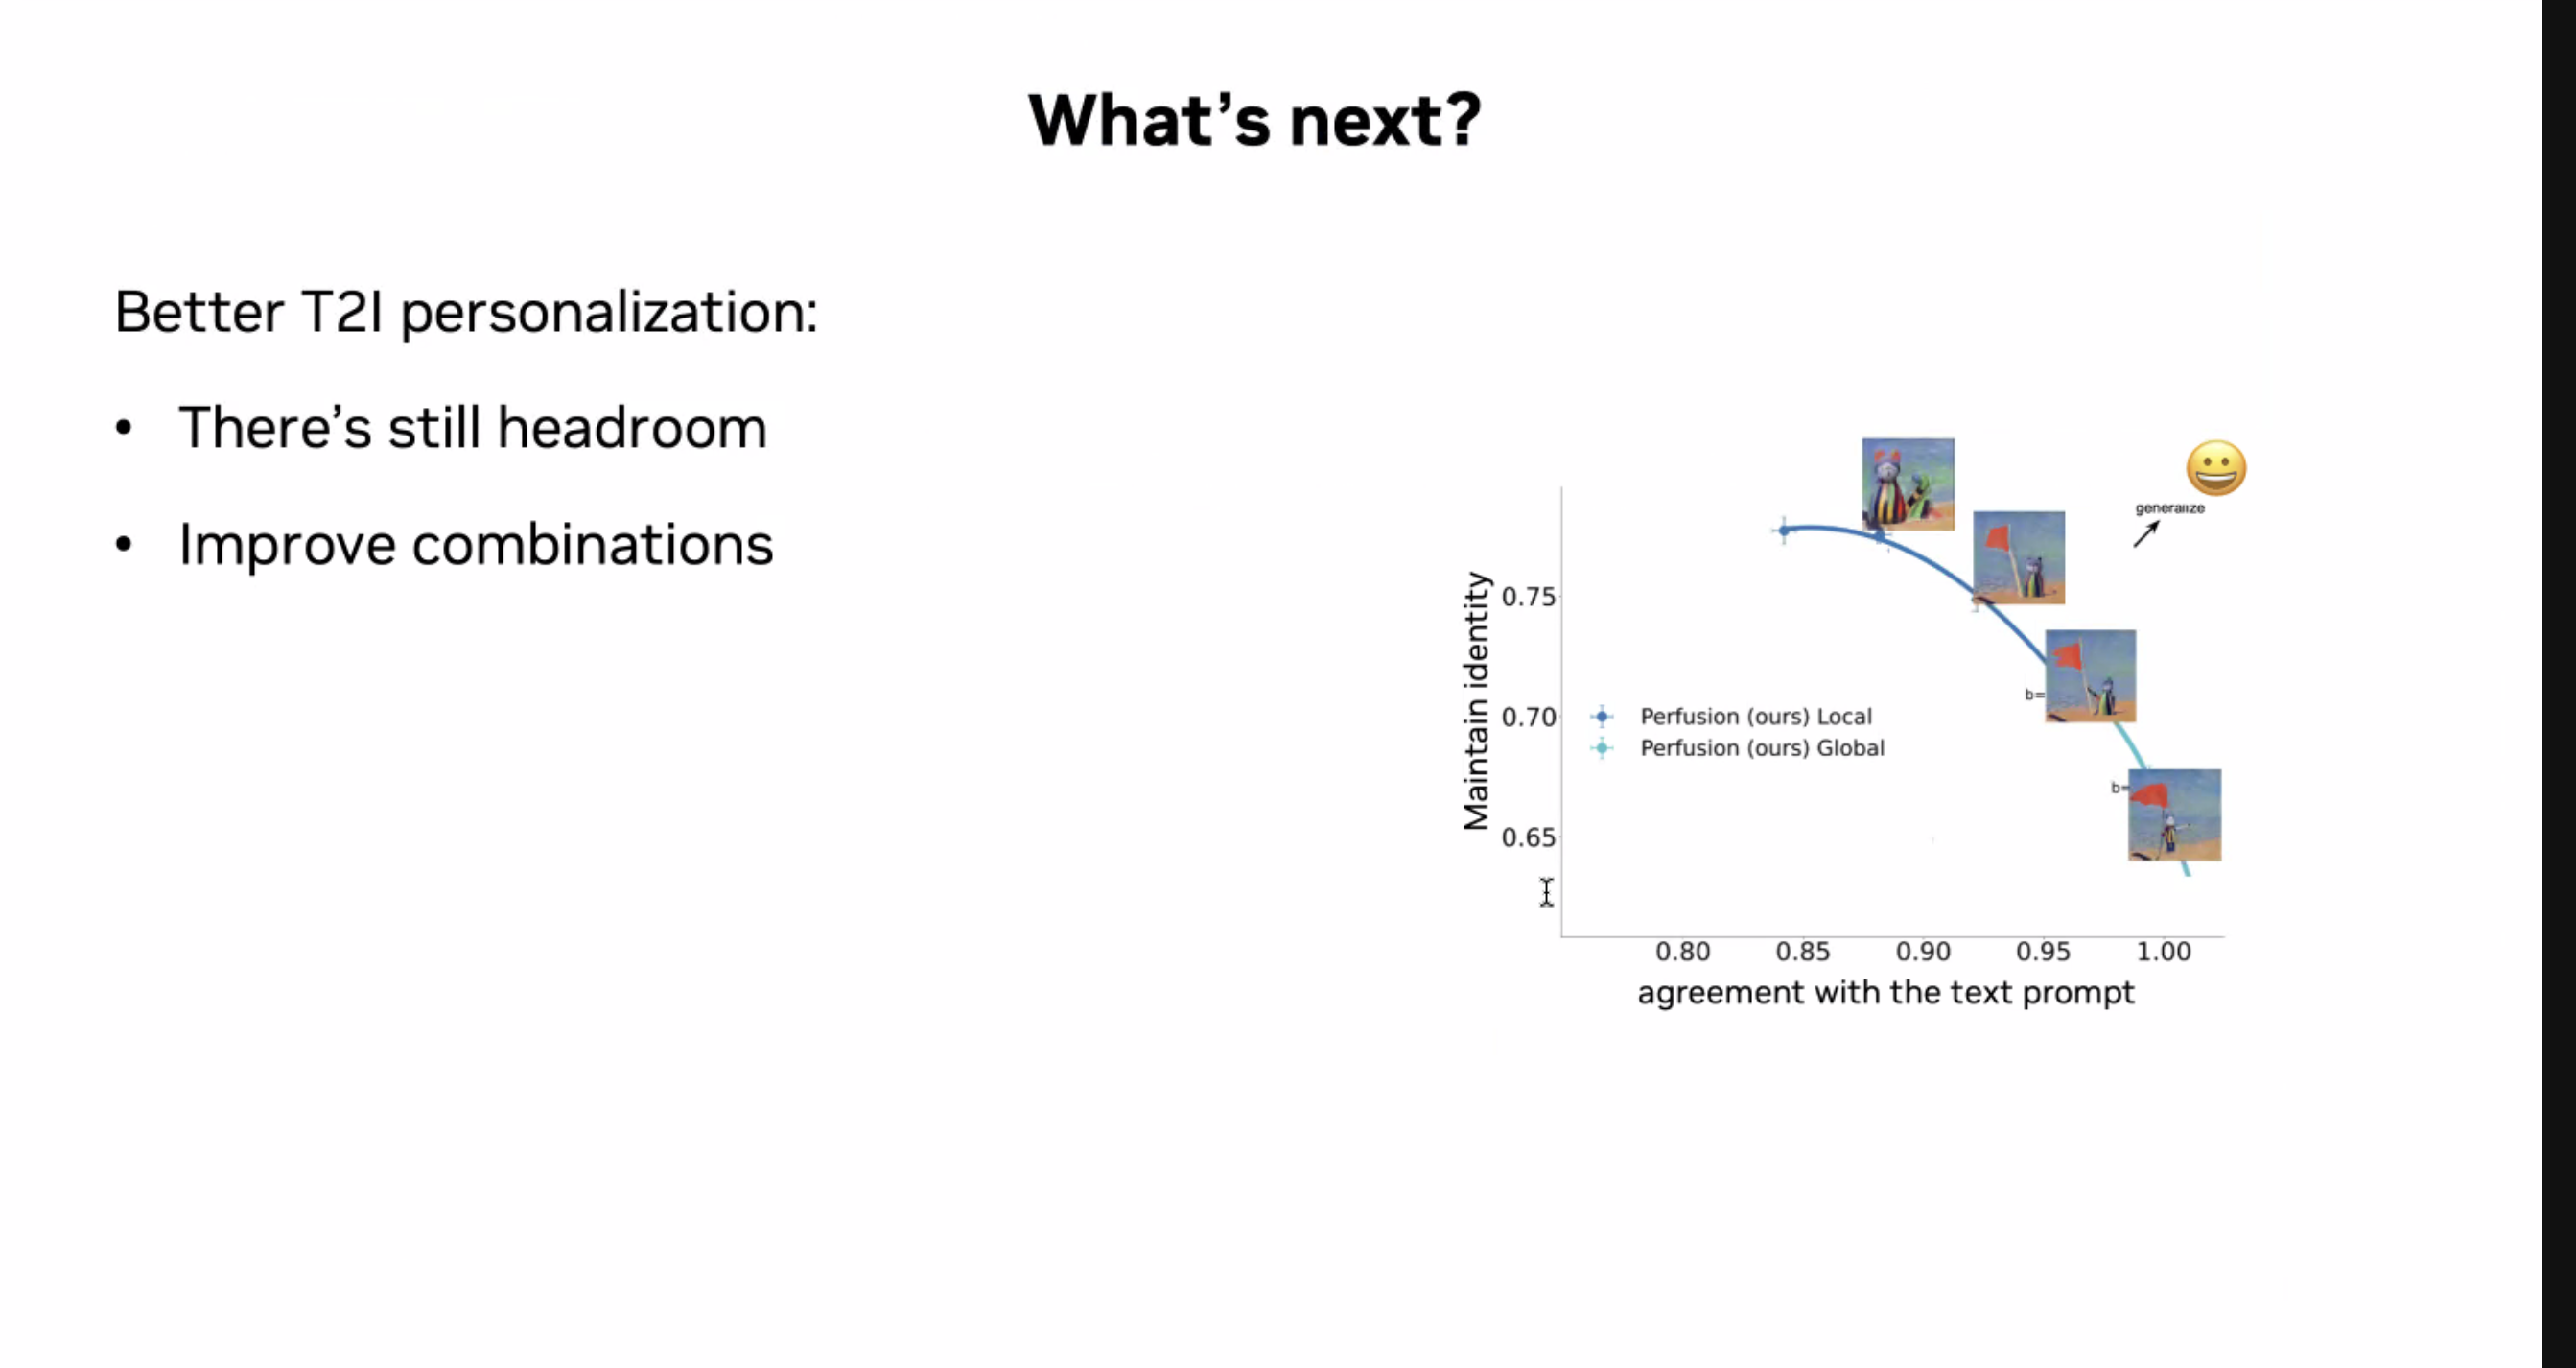 What's next?
Better T2I personalization:
• There's still headroom
• Improve combinations
generalize
Maintain identity
0.75
0.70
0.65
b=
b=
Perfusion (ours) Local
Perfusion (ours) Global
0.80 0.85 0.90 0.95 1.00
agreement with the text prompt